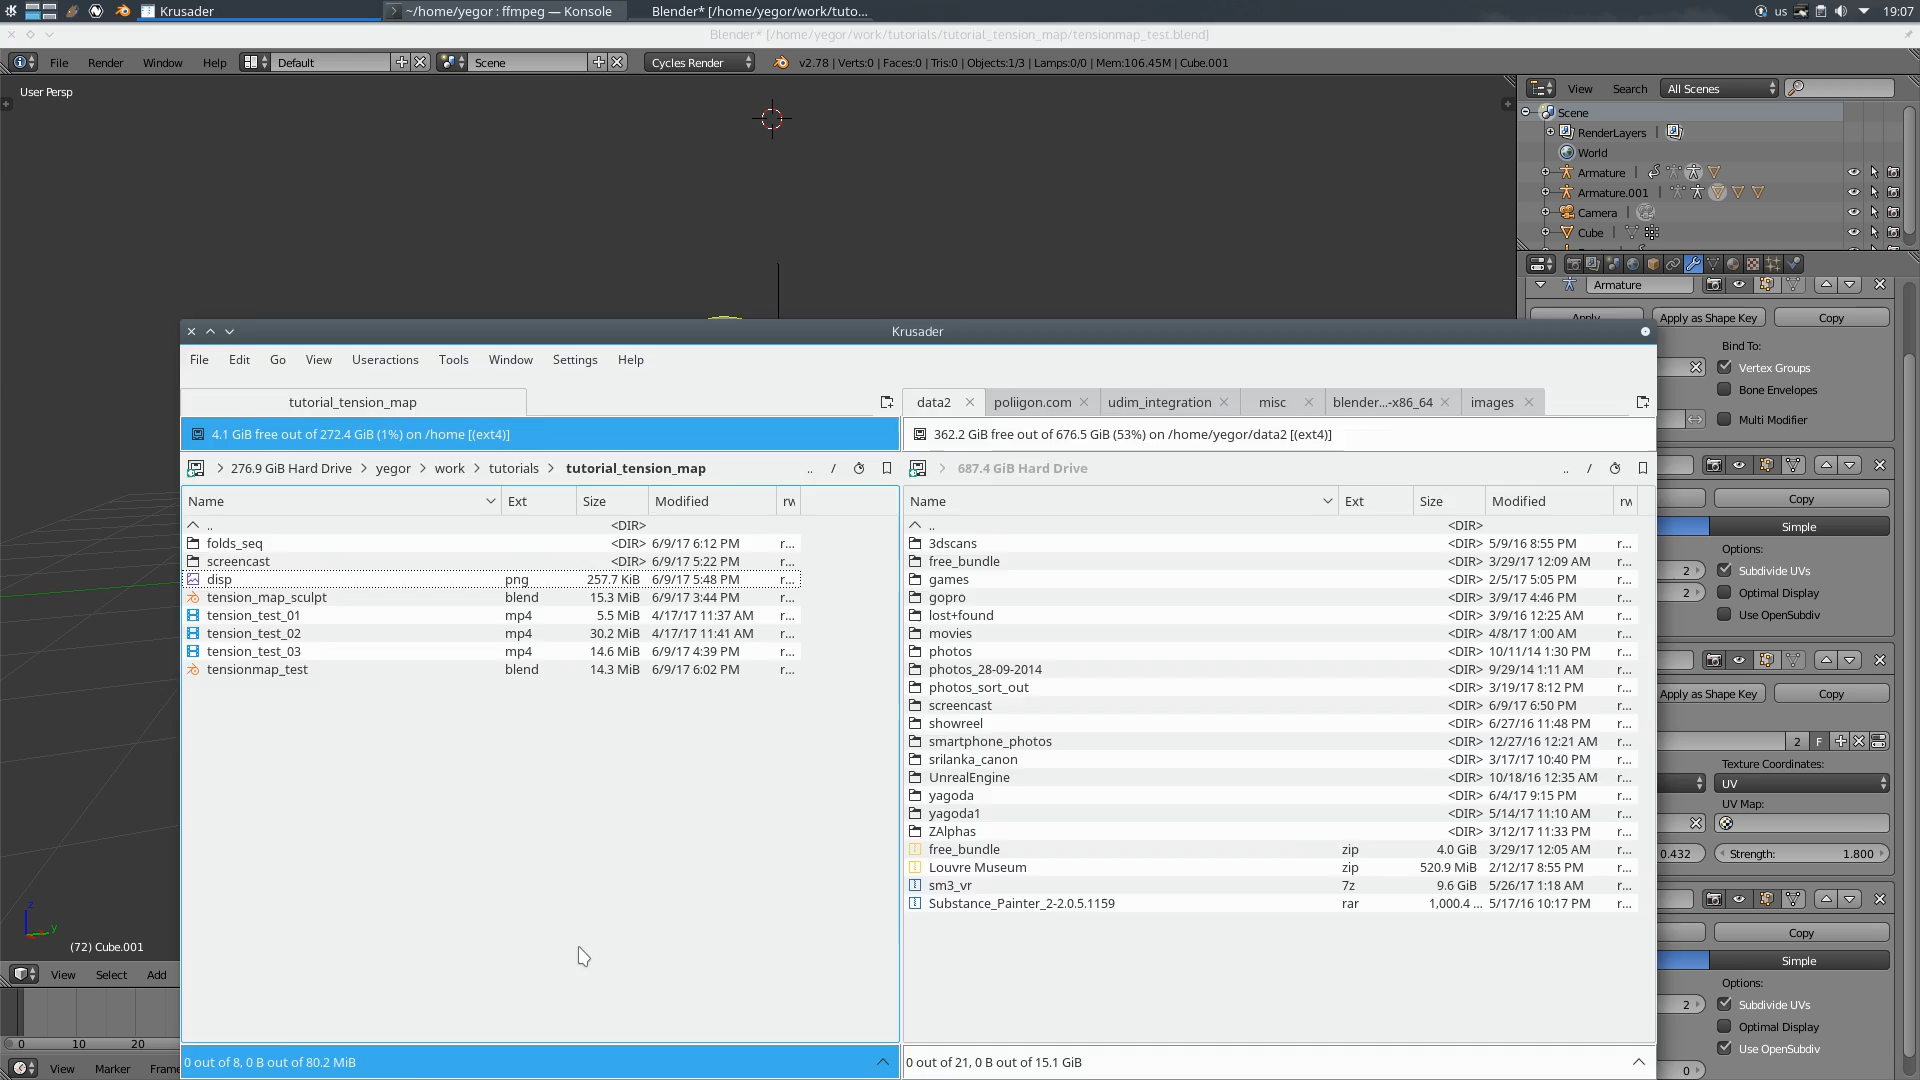 Krusader
~/home/yegor : ffmpeg — Konsole
Blender* [/home/yegor/work/tuto...
us
19:07
Blender* [/home/yegor/work/tutorials/tutorial_tension_map/tensionmap_test.blend]
File Render Window Help
Default
Scene
Cycles Render
v2.78 | Verts:0 | Faces:0 | Tris:0 | Objects:1/3 | Lamps:0/0 | Mem:106.45M | Cube.001
User Persp
View Search All Scenes
Scene
RenderLayers
World
Armature
Armature.001
Camera
Cube
Armature
Apply as Shape Key
Copy
Bind To:
Vertex Groups
Bone Envelopes
Multi Modifier
Copy
Simple
Options:
2 Subdivide UVs
2 Optimal Display
Use OpenSubdiv
Apply as Shape Key
Copy
2 F
Texture Coordinates:
UV
UV Map:
0.432
Strength: 1.800
Copy
Simple
Options:
2 Subdivide UVs
Optimal Display
Use OpenSubdiv
0
Krusader
File Edit Go View Useractions Tools Window Settings Help
tutorial_tension_map
4.1 GiB free out of 272.4 GiB (1%) on /home [(ext4)]
276.9 GiB Hard Drive > yegor > work > tutorials > tutorial_tension_map .. /
Name Ext Size Modified rw
.. <DIR>
folds_seq <DIR> 6/9/17 6:12 PM r...
screencast <DIR> 6/9/17 5:22 PM r...
disp png 257.7 KiB 6/9/17 5:48 PM r...
tension_map_sculpt blend 15.3 MiB 6/9/17 3:44 PM r...
tension_test_01 mp4 5.5 MiB 4/17/17 11:37 AM r...
tension_test_02 mp4 30.2 MiB 4/17/17 11:41 AM r...
tension_test_03 mp4 14.6 MiB 6/9/17 4:39 PM r...
tensionmap_test blend 14.3 MiB 6/9/17 6:02 PM r...
0 out of 8, 0 B out of 80.2 MiB
data2 poliigon.com udim_integration misc blender...-x86_64 images
362.2 GiB free out of 676.5 GiB (53%) on /home/yegor/data2 [(ext4)]
> 687.4 GiB Hard Drive .. /
Name Ext Size Modified rw
.. <DIR>
3dscans <DIR> 5/9/16 8:55 PM r...
free_bundle <DIR> 3/29/17 12:09 AM r...
games <DIR> 2/5/17 5:05 PM r...
gopro <DIR> 3/9/17 4:46 PM r...
lost+found <DIR> 3/9/16 12:25 AM r...
movies <DIR> 4/8/17 1:00 AM r...
photos <DIR> 10/11/14 1:30 PM r...
photos_28-09-2014 <DIR> 9/29/14 1:11 AM r...
photos_sort_out <DIR> 3/19/17 8:12 PM r...
screencast <DIR> 6/9/17 6:50 PM r...
showreel <DIR> 6/27/16 11:48 PM r...
smartphone_photos <DIR> 12/27/16 12:21 AM r...
srilanka_canon <DIR> 3/17/17 10:40 PM r...
UnrealEngine <DIR> 10/18/16 12:35 AM r...
yagoda <DIR> 6/4/17 9:15 PM r...
yagoda1 <DIR> 5/14/17 11:10 AM r...
ZAlphas <DIR> 3/12/17 11:33 PM r...
free_bundle zip 4.0 GiB 3/29/17 12:05 AM r...
Louvre Museum zip 520.9 MiB 2/12/17 8:55 PM r...
sm3_vr 7z 9.6 GiB 5/26/17 1:18 AM r...
Substance_Painter_2-2.0.5.1159 rar 1,000.4 ... 5/17/16 10:17 PM r...
0 out of 21, 0 B out of 15.1 GiB
z
y
(72) Cube.001
View Select Add
0 10 20
View Marker Frame